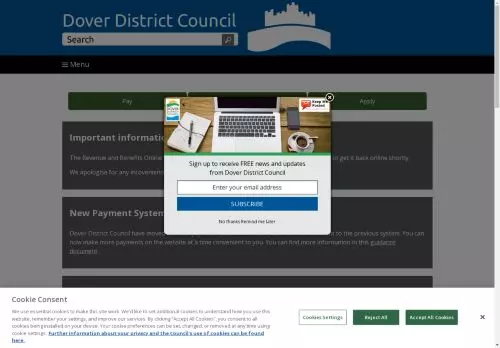 Dover District Council
Search
Menu
Pay
Apply
Important information
The Revenue and Benefits Online
to get it back online shortly.
We apologise for any inconvenience
Keep Me
Posted
Sign up to receive FREE news and updates
from Dover District Council
Enter your email address
SUBSCRIBE
No thanks Remind me later
New Payment System
Dover District Council have moved
to the previous system. You can
now make more payments on the website at a time convenient to you. You can find more information in this guidance
document.
Cookie Consent
We use essential cookies to make this site work. We'd like to set additional cookies to understand how you use this
website, remember your settings, and improve our services. By clicking "Accept All Cookies", you consent to all
cookies being installed on your device. Your cookie preferences can be set, changed, or removed at any time using
cookie settings. Further information about your privacy and the Council's use of cookies can be found
here.
Cookies Settings
Reject All
Accept All Cookies